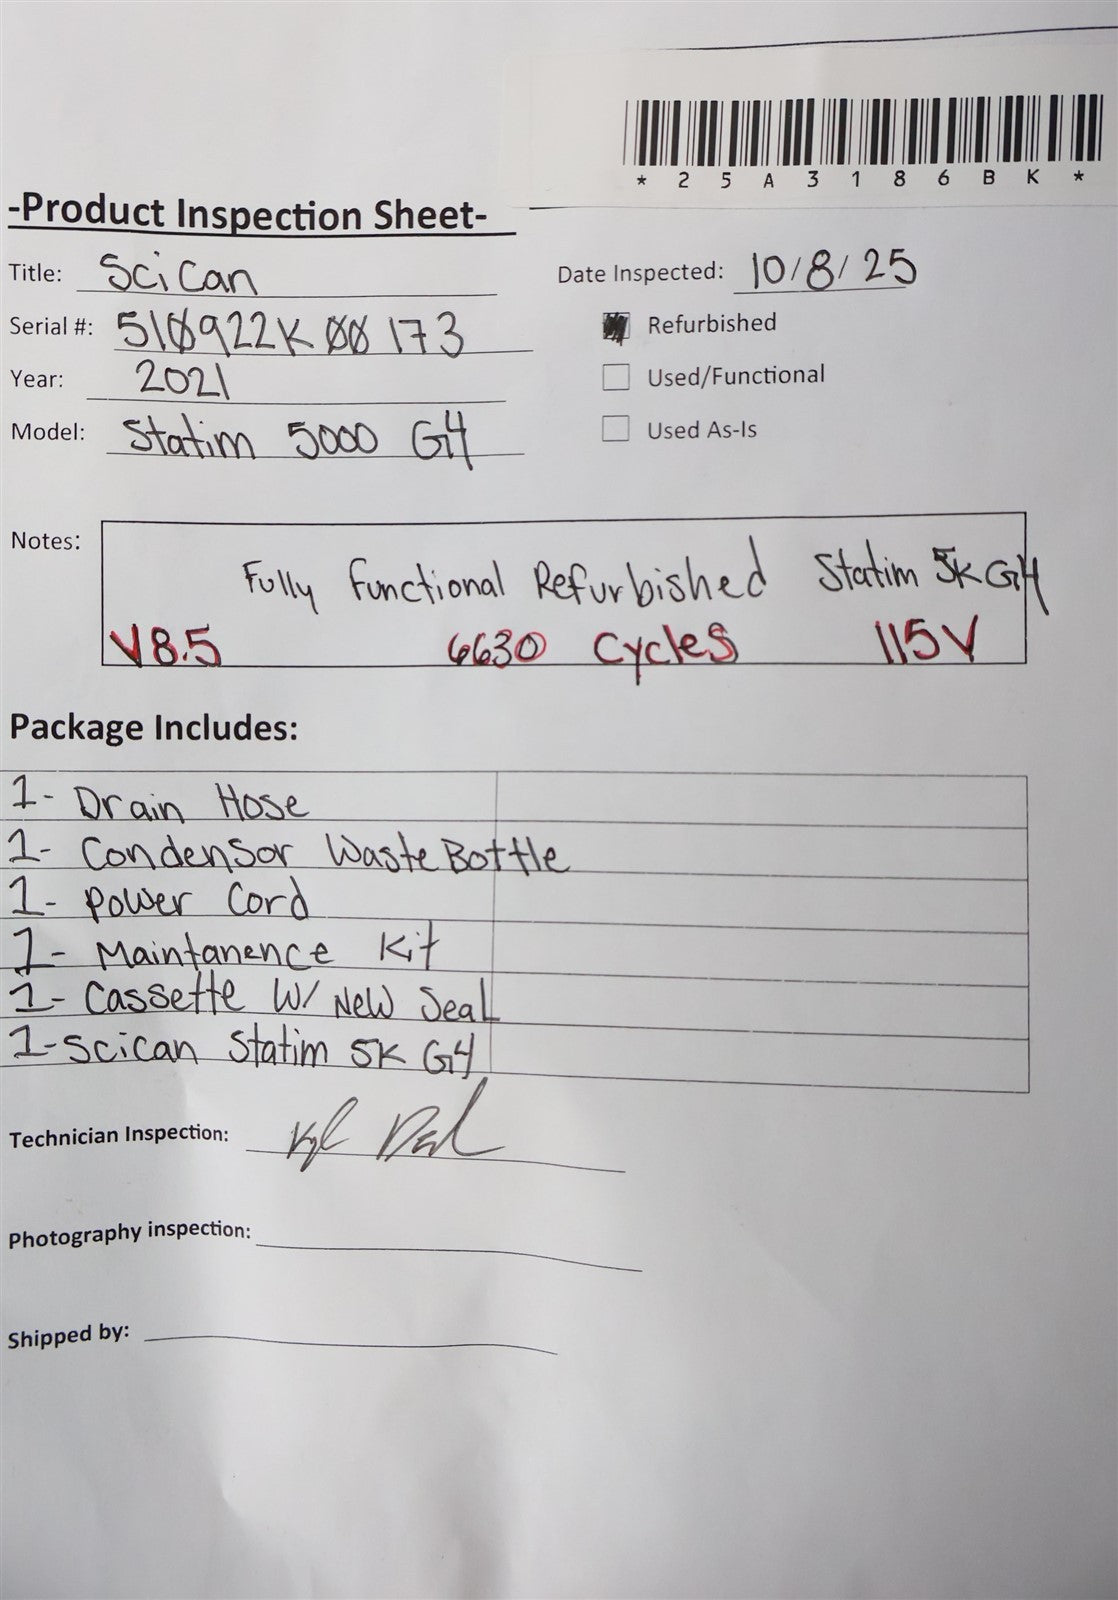 * 2 5 A 3 1 8 6 B K *
-Product Inspection Sheet-
Title: SciCan
Date Inspected: 10/8/25
Serial #: 510922K00173
Refurbished
Year: 2021
Used/Functional
Model: Statim 5000 G4
Used As-Is
Notes:
Fully Functional Refurbished Statim 5K G4
V8.5 6630 Cycles 115V
Package Includes:
1- Drain Hose
1- Condensor Waste Bottle
1- Power Cord
1- Maintanence Kit
1- Cassette W/ New Seal
1- Scican Statim 5K G4
Technician Inspection:
Photography inspection:
Shipped by: